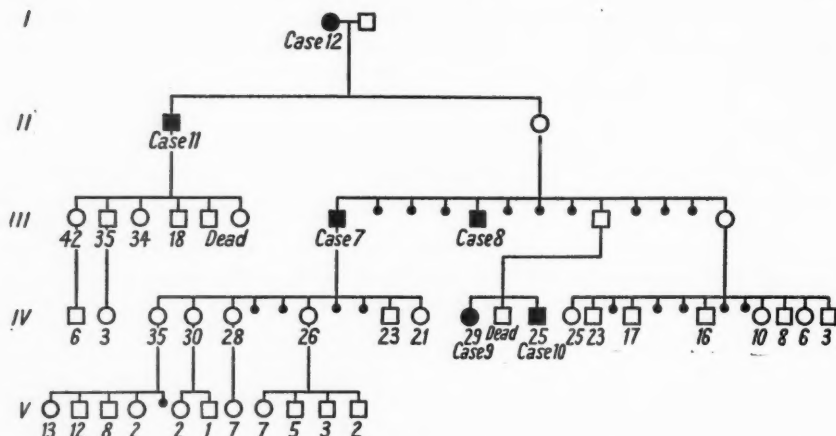 I
Case 12
II
Case 11
III
42 35 34 18 Dead Case 7 Case 8
IV
6 3 35 30 28 26 23 21 29 Dead 25 25 23 17 16 10 8 6 3
Case 9 Case 10
V
13 12 8 2 2 1 7 7 5 3 2